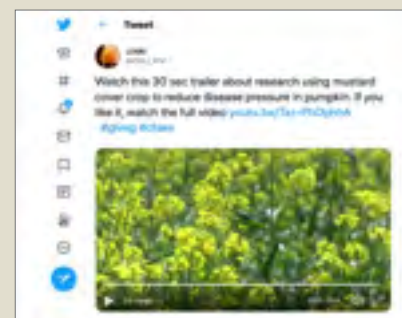 Tweet
Watch this 30 sec trailer about research using mustard
cover crop to reduce disease pressure in pumpkin. If you
like it, watch the full video
#giving